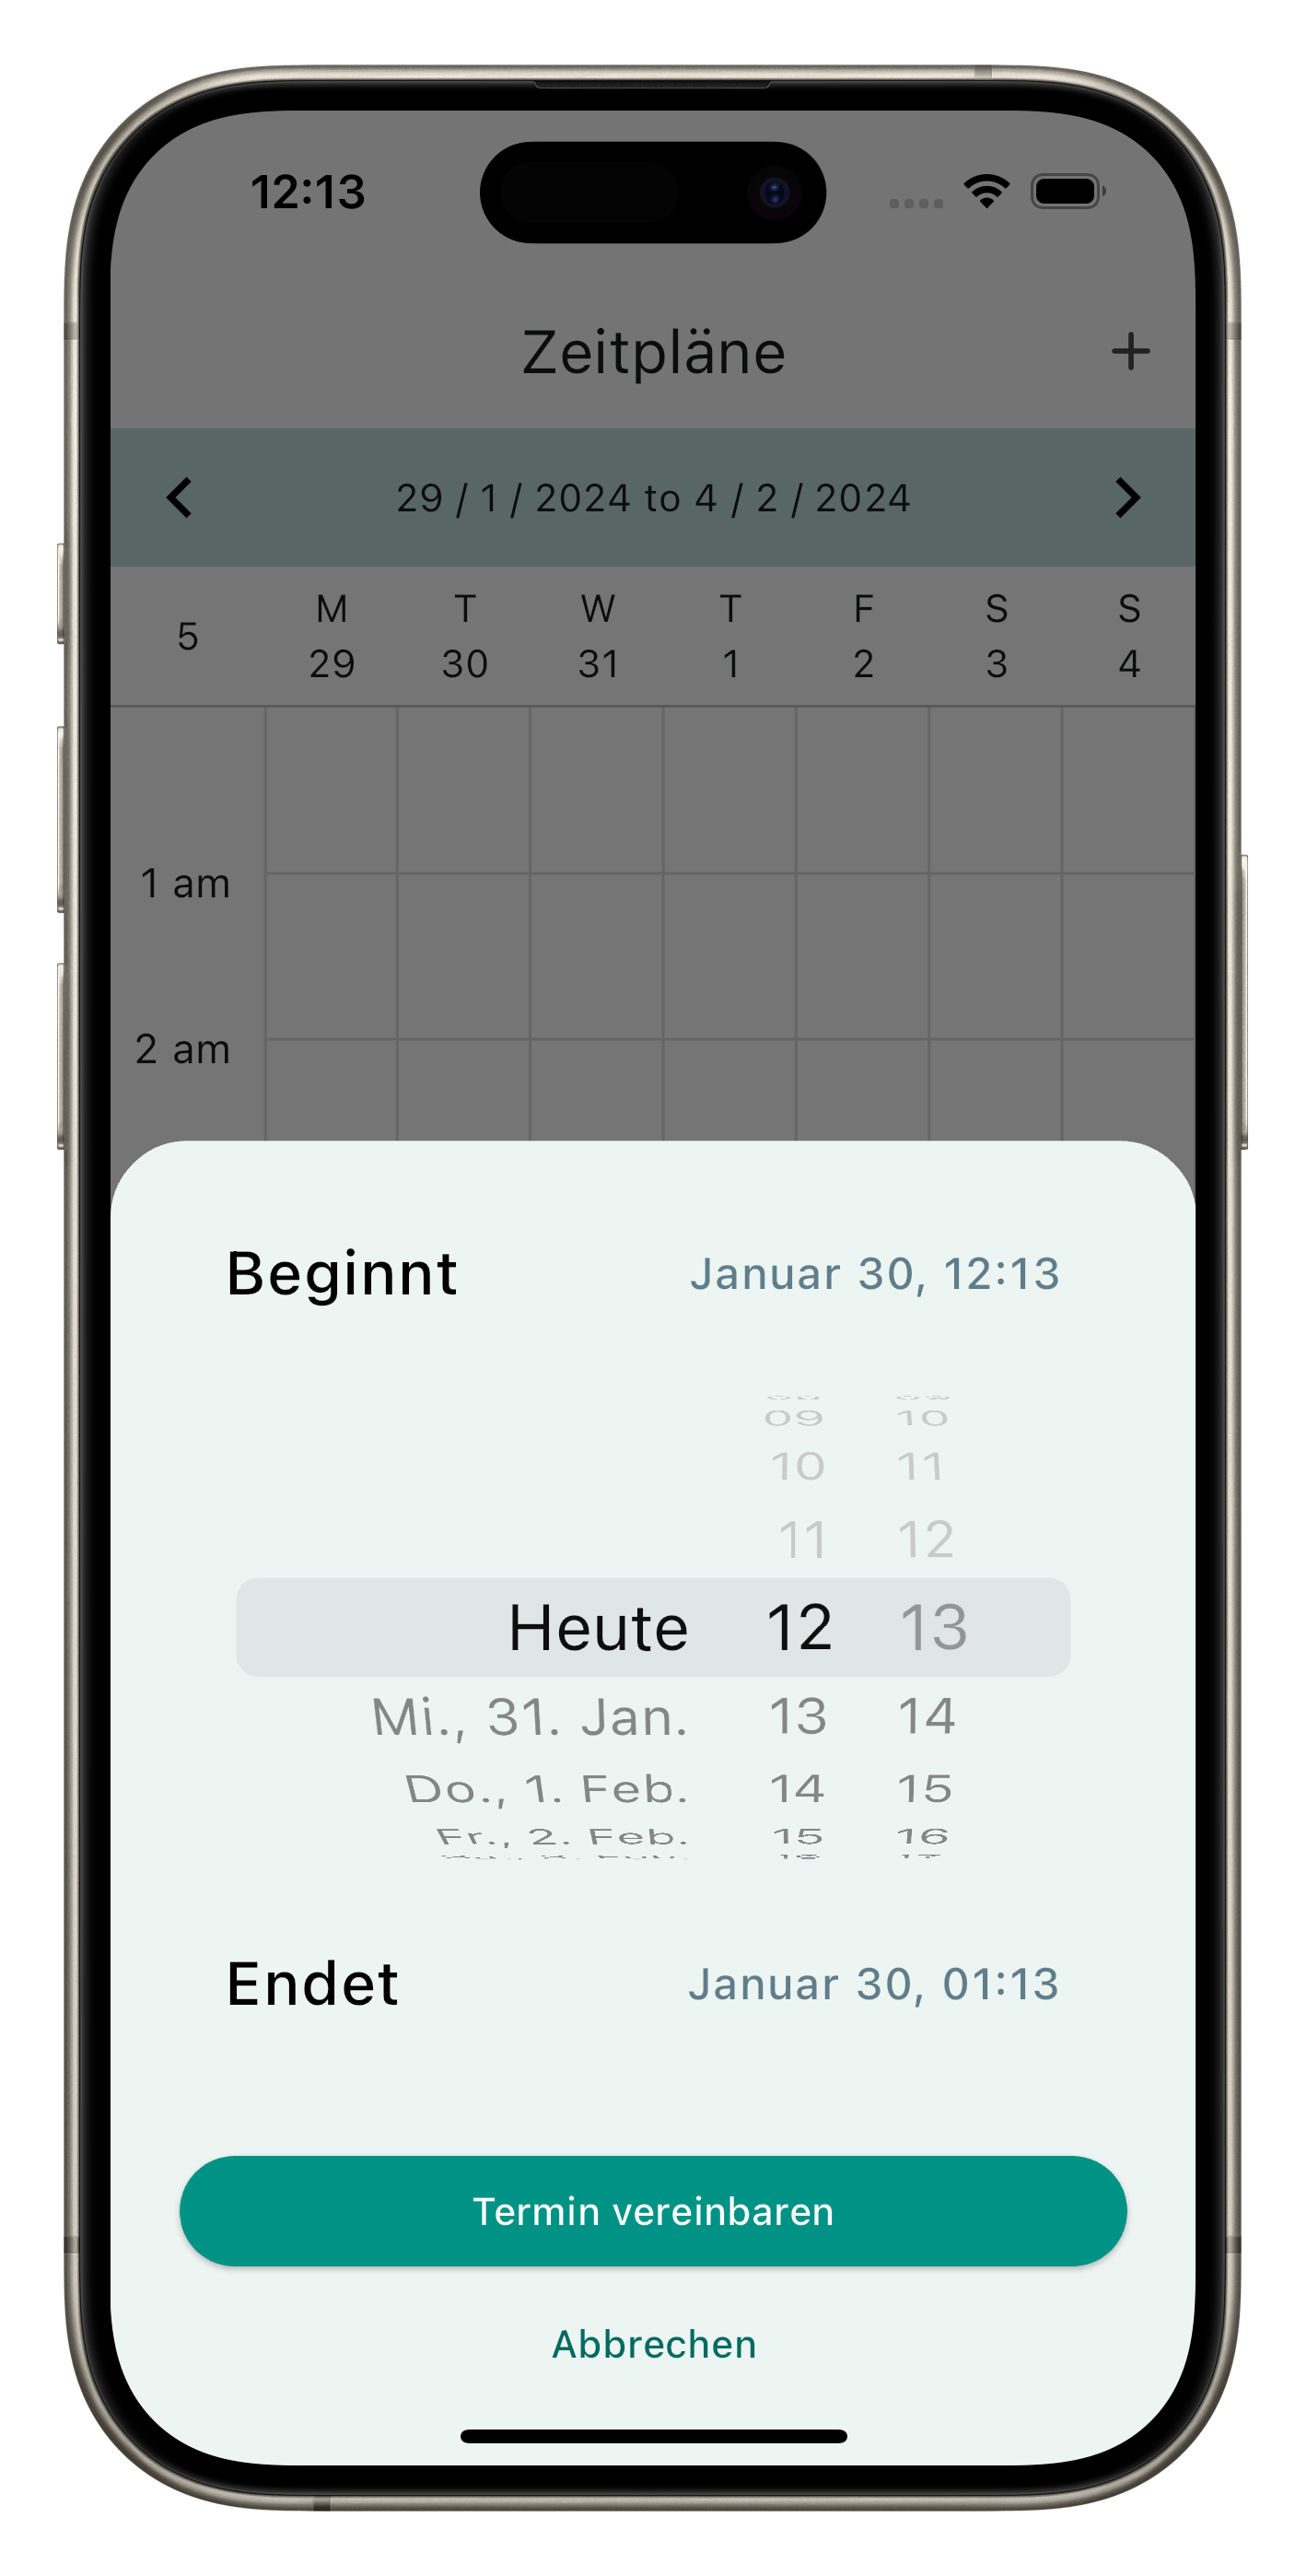 12:13
Zeitpläne +
29 / 1 / 2024 to 4 / 2 / 2024
M T W T F S S
5
29 30 31 1 2 3 4
1 am
2 am
Beginnt Januar 30, 12:13
09 10
10 11
11 12
Heute 12 13
Mi., 31. Jan. 13 14
Do., 1. Feb. 14 15
Fr., 2. Feb. 15 16
Endet Januar 30, 01:13
Termin vereinbaren
Abbrechen